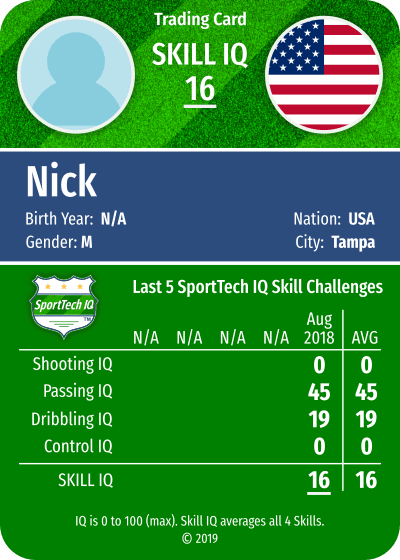 Trading Card
SKILL IQ
16
Nick
Birth Year: N/A
Nation: USA
Gender: M
City: Tampa
SportTech IQ
TM
Last 5 SportTech IQ Skill Challenges
N/A N/A N/A N/A Aug 2018 AVG
Shooting IQ 0 0
Passing IQ 45 45
Dribbling IQ 19 19
Control IQ 0 0
SKILL IQ 16 16
IQ is 0 to 100 (max). Skill IQ averages all 4 Skills.
© 2019